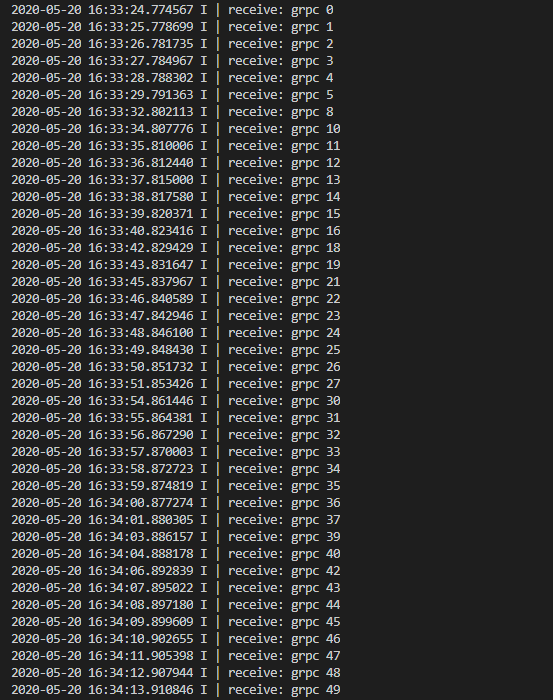 2020-05-20 16:33:24.774567 I | receive: grpc 0
2020-05-20 16:33:25.778699 I | receive: grpc 1
2020-05-20 16:33:26.781735 I | receive: grpc 2
2020-05-20 16:33:27.784967 I | receive: grpc 3
2020-05-20 16:33:28.788302 I | receive: grpc 4
2020-05-20 16:33:29.791363 I | receive: grpc 5
2020-05-20 16:33:32.802113 I | receive: grpc 8
2020-05-20 16:33:34.807776 I | receive: grpc 10
2020-05-20 16:33:35.810006 I | receive: grpc 11
2020-05-20 16:33:36.812440 I | receive: grpc 12
2020-05-20 16:33:37.815000 I | receive: grpc 13
2020-05-20 16:33:38.817580 I | receive: grpc 14
2020-05-20 16:33:39.820371 I | receive: grpc 15
2020-05-20 16:33:40.823416 I | receive: grpc 16
2020-05-20 16:33:42.829429 I | receive: grpc 18
2020-05-20 16:33:43.831647 I | receive: grpc 19
2020-05-20 16:33:45.837967 I | receive: grpc 21
2020-05-20 16:33:46.840589 I | receive: grpc 22
2020-05-20 16:33:47.842946 I | receive: grpc 23
2020-05-20 16:33:48.846100 I | receive: grpc 24
2020-05-20 16:33:49.848430 I | receive: grpc 25
2020-05-20 16:33:50.851732 I | receive: grpc 26
2020-05-20 16:33:51.853426 I | receive: grpc 27
2020-05-20 16:33:54.861446 I | receive: grpc 30
2020-05-20 16:33:55.864381 I | receive: grpc 31
2020-05-20 16:33:56.867290 I | receive: grpc 32
2020-05-20 16:33:57.870003 I | receive: grpc 33
2020-05-20 16:33:58.872723 I | receive: grpc 34
2020-05-20 16:33:59.874819 I | receive: grpc 35
2020-05-20 16:34:00.877274 I | receive: grpc 36
2020-05-20 16:34:01.880305 I | receive: grpc 37
2020-05-20 16:34:03.886157 I | receive: grpc 39
2020-05-20 16:34:04.888178 I | receive: grpc 40
2020-05-20 16:34:06.892839 I | receive: grpc 42
2020-05-20 16:34:07.895022 I | receive: grpc 43
2020-05-20 16:34:08.897180 I | receive: grpc 44
2020-05-20 16:34:09.899609 I | receive: grpc 45
2020-05-20 16:34:10.902655 I | receive: grpc 46
2020-05-20 16:34:11.905398 I | receive: grpc 47
2020-05-20 16:34:12.907944 I | receive: grpc 48
2020-05-20 16:34:13.910846 I | receive: grpc 49